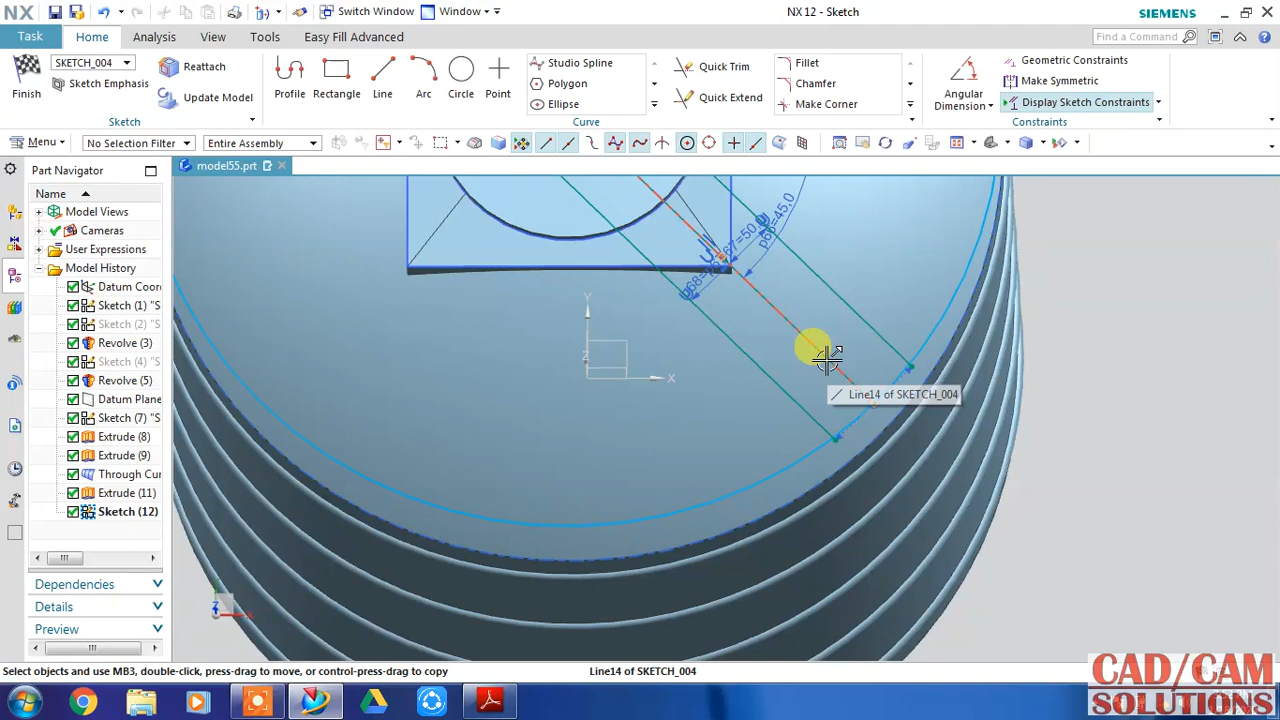 NX
Switch Window
Window
NX 12 - Sketch
SIEMENS
Task
Home
Analysis
View
Tools
Easy Fill Advanced
Find a Command
SKETCH_004
Reattach
Finish
Sketch Emphasis
Update Model
Sketch
Profile
Rectangle
Line
Arc
Circle
Point
Studio Spline
Polygon
Ellipse
Quick Trim
Quick Extend
Fillet
Chamfer
Make Corner
Curve
Angular
Dimension
Geometric Constraints
Make Symmetric
Display Sketch Constraints
Constraints
Menu
No Selection Filter
Entire Assembly
Part Navigator
model55.prt
Name
Model Views
Cameras
User Expressions
Model History
Datum Coor
Sketch (1) "S
Sketch (2) "S
Revolve (3)
Sketch (4) "S
Revolve (5)
Datum Plane
Sketch (7) "S
Extrude (8)
Extrude (9)
Through Cur
Extrude (11)
Sketch (12)
Dependencies
Details
Preview
Y
Z
X
Line14 of SKETCH_004
Select objects and use MB3, double-click, press-drag to move, or control-press-drag to copy
Line14 of SKETCH_004
CAD/CAM
SOLUTIONS